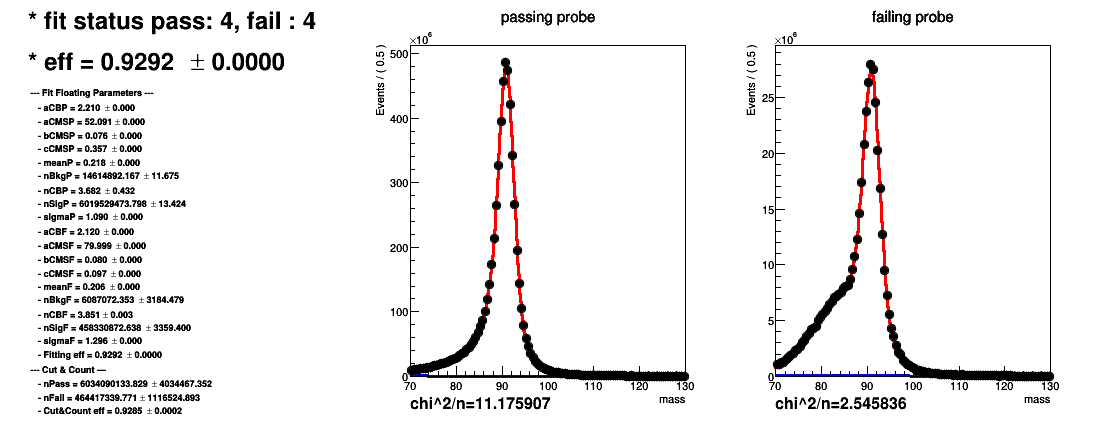 * fit status pass: 4, fail : 4
* eff = 0.9292 ± 0.0000
--- Fit Floating Parameters ---
- aCBP = 2.210 ± 0.000
- aCMSP = 52.091 ± 0.000
- bCMSP = 0.076 ± 0.000
- cCMSP = 0.357 ± 0.000
- meanP = 0.218 ± 0.000
- nBkgP = 14614892.167 ± 11.675
- nCBP = 3.682 ± 0.432
- nSigP = 6019529473.798 ± 13.424
- sigmaP = 1.090 ± 0.000
- aCBF = 2.120 ± 0.000
- aCMSF = 79.999 ± 0.000
- bCMSF = 0.080 ± 0.000
- cCMSF = 0.097 ± 0.000
- meanF = 0.206 ± 0.000
- nBkgF = 6087072.353 ± 3184.479
- nCBF = 3.851 ± 0.003
- nSigF = 458330872.638 ± 3359.400
- sigmaF = 1.296 ± 0.000
- Fitting eff = 0.9292 ± 0.0000
--- Cut & Count ---
- nPass = 6034090133.829 ± 4034467.352
- nFail = 464417339.771 ± 1116524.893
- Cut&Count eff = 0.9285 ± 0.0002
passing probe
×10^6
Events / ( 0.5 )
500
400
300
200
100
0
70 80 90 100 110 120 130
mass
chi^2/n=11.175907
failing probe
×10^6
Events / ( 0.5 )
25
20
15
10
5
0
70 80 90 100 110 120 130
mass
chi^2/n=2.545836